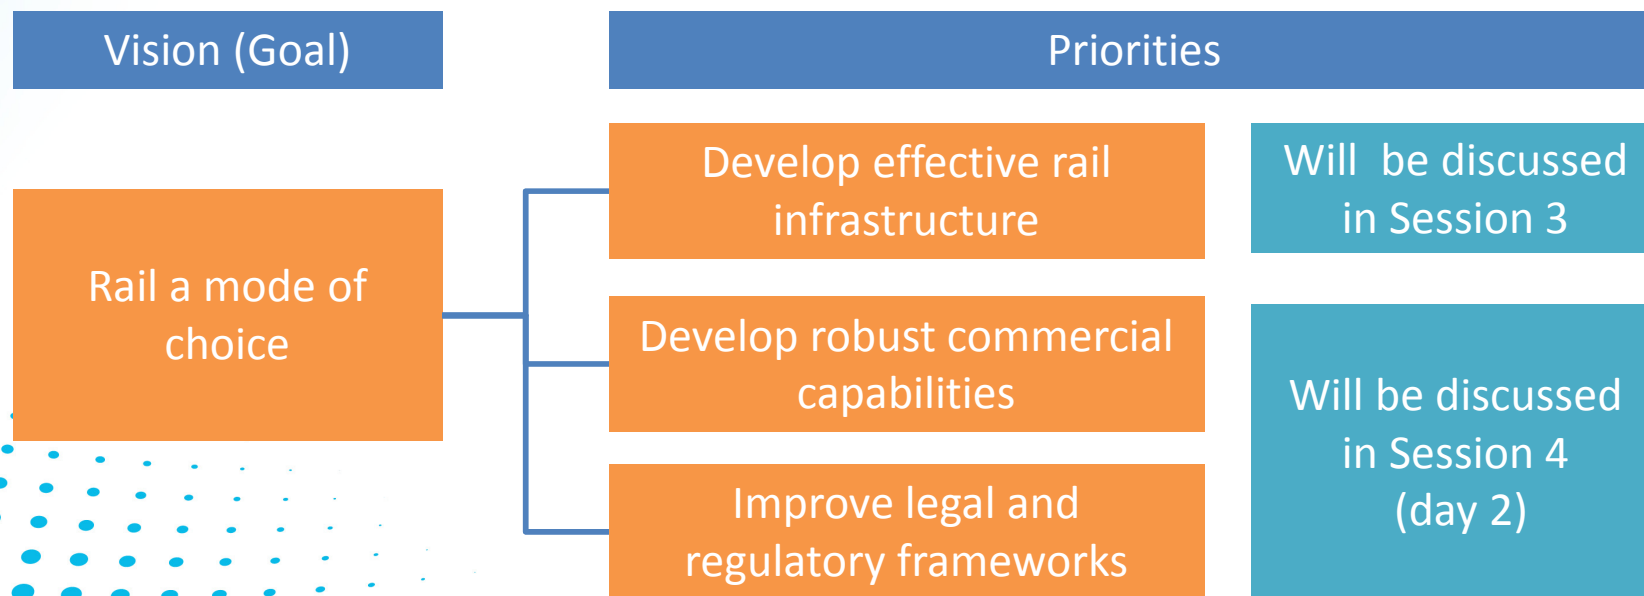 Vision (Goal)
Priorities
Rail a mode of
choice
Develop effective rail
infrastructure
Will be discussed
in Session 3
Develop robust commercial
capabilities
Improve legal and
regulatory frameworks
Will be discussed
in Session 4
(day 2)